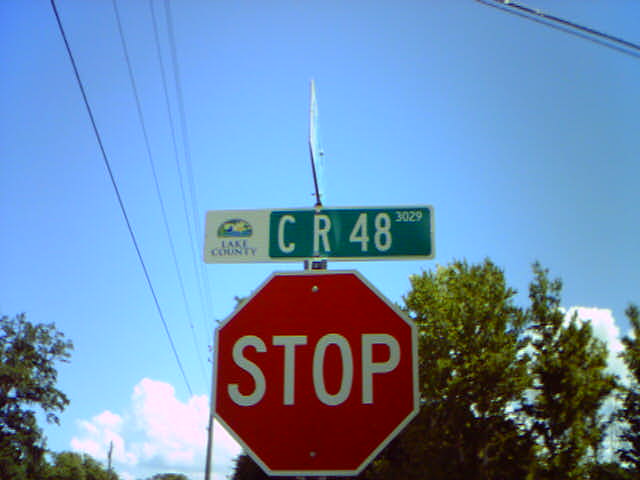 LAKE
COUNTY
C R 48 3029
STOP